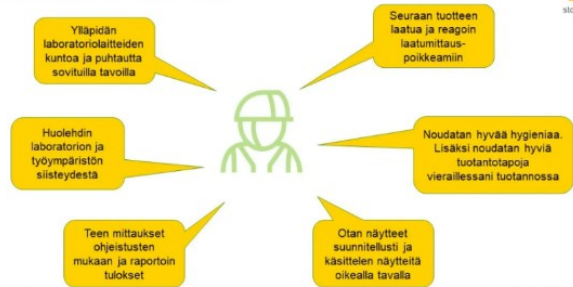 Ylläpidän
laboratoriolaitteiden
kuntoa ja puhtautta
sovituilla tavoilla
Seuraan tuotteen
laatua ja reagoin
laatumittaus-
poikkeamiin
Huolehdin
laboratorion ja
työympäristön
siisteydestä
Noudatan hyvää hygieniaa.
Lisäksi noudatan hyviä
tuotantotapoja
vieraillessani tuotannossa
Teen mittaukset
ohjeistusten
mukaan ja raportoin
tulokset
Otan näytteet
suunnitellusti ja
käsittelen näytteitä
oikealla tavalla